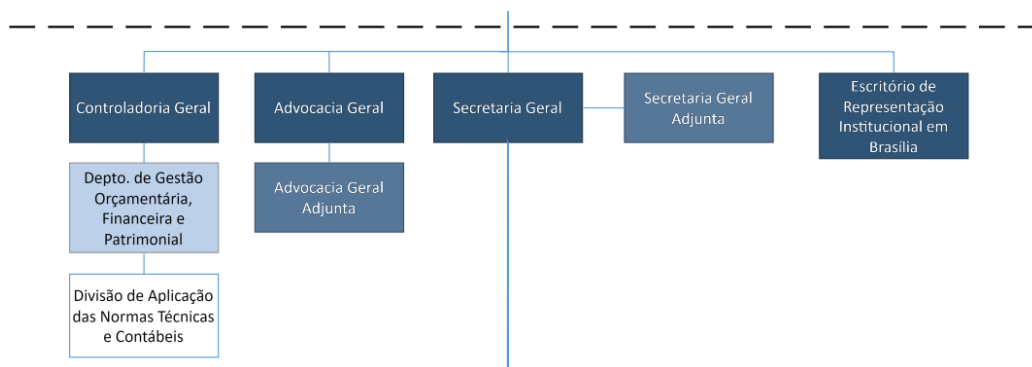 Controladoria Geral
Advocacia Geral
Secretaria Geral
Secretaria Geral
Adjunta
Escritório de
Representação
Institucional em
Brasília
Depto. de Gestão
Orçamentária,
Financeira e
Patrimonial
Advocacia Geral
Adjunta
Divisão de Aplicação
das Normas Técnicas
e Contábeis